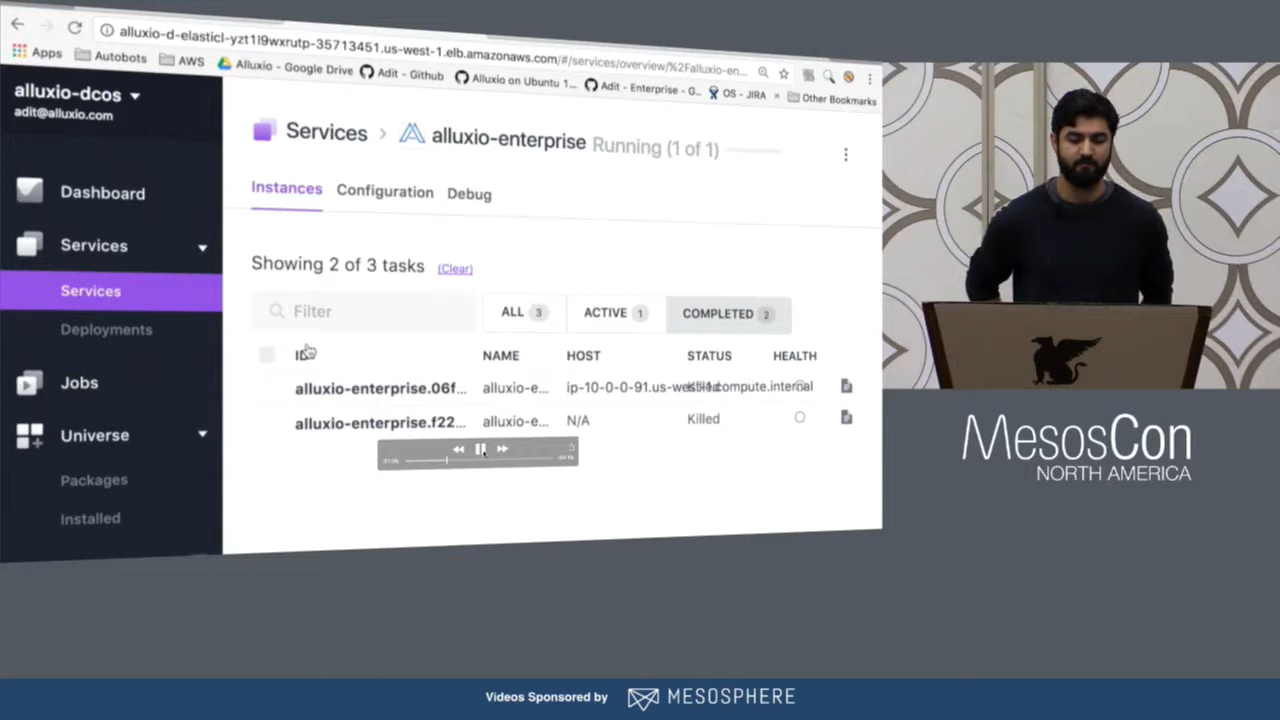 alluxio-d-elasticl-yzt1l9wxrutp-35713451.us-west-1.elb.amazonaws.com/#/services/overview/%2Falluxio-en...
Apps Autobots AWS Alluxio - Google Drive Adit - Github Alluxio on Ubuntu 1... Adit - Enterprise - G... OS - JIRA » Other Bookmarks
alluxio-dcos
adit@alluxio.com
Dashboard
Services
Services
Deployments
Jobs
Universe
Packages
Installed
Services > alluxio-enterprise Running (1 of 1)
Instances Configuration Debug
Showing 2 of 3 tasks (Clear)
Filter ALL 3 ACTIVE 1 COMPLETED 2
ID NAME HOST STATUS HEALTH
alluxio-enterprise.06f... alluxio-e... ip-10-0-0-91.us-west-1.compute.internal Killed
alluxio-enterprise.f22... alluxio-e... N/A Killed
MesosCon
NORTH AMERICA
Videos Sponsored by MESOSPHERE